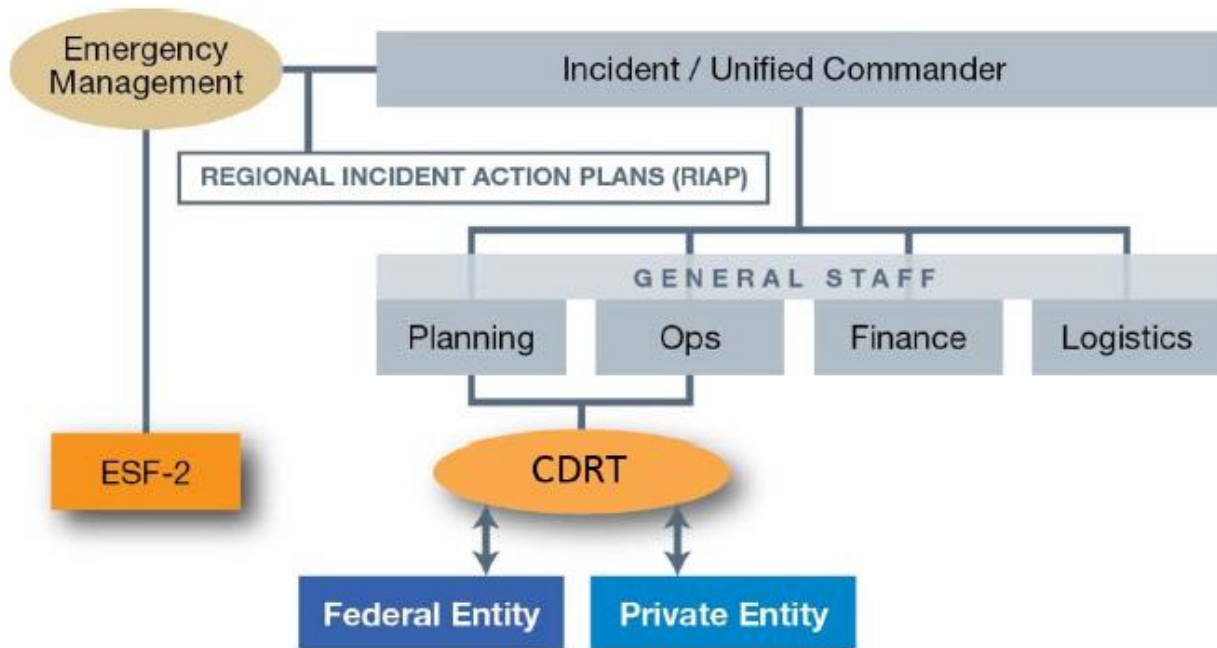 Emergency
Management
Incident / Unified Commander
REGIONAL INCIDENT ACTION PLANS (RIAP)
GENERAL STAFF
Planning
Ops
Finance
Logistics
ESF-2
CDRT
Federal Entity
Private Entity